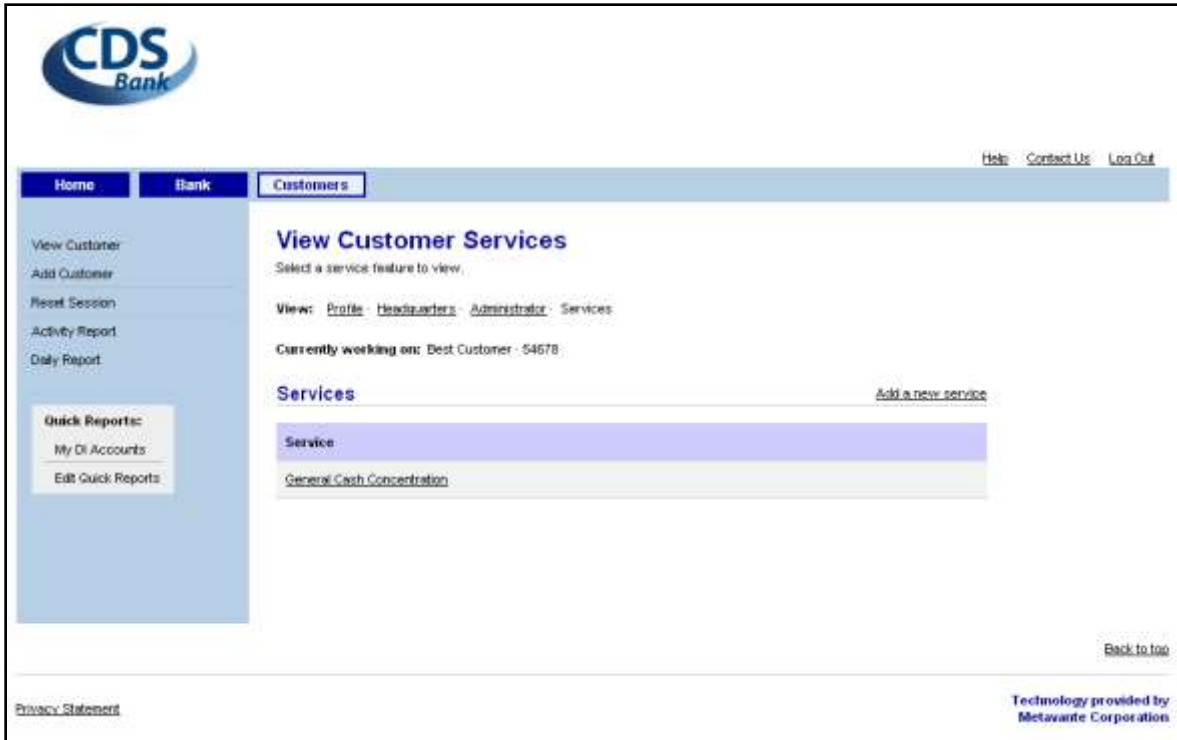 CDS
Bank
Help Contact Us Log Out
Home Bank Customers
View Customer
Add Customer
Reset Session
Activity Report
Daily Report
Quick Reports:
My DI Accounts
Edit Quick Reports
View Customer Services
Select a service feature to view.
View: Profile · Headquarters · Administrator · Services
Currently working on: Best Customer · 54678
Services Add a new service
Service
General Cash Concentration
Back to top
Privacy Statement
Technology provided by
Metavante Corporation